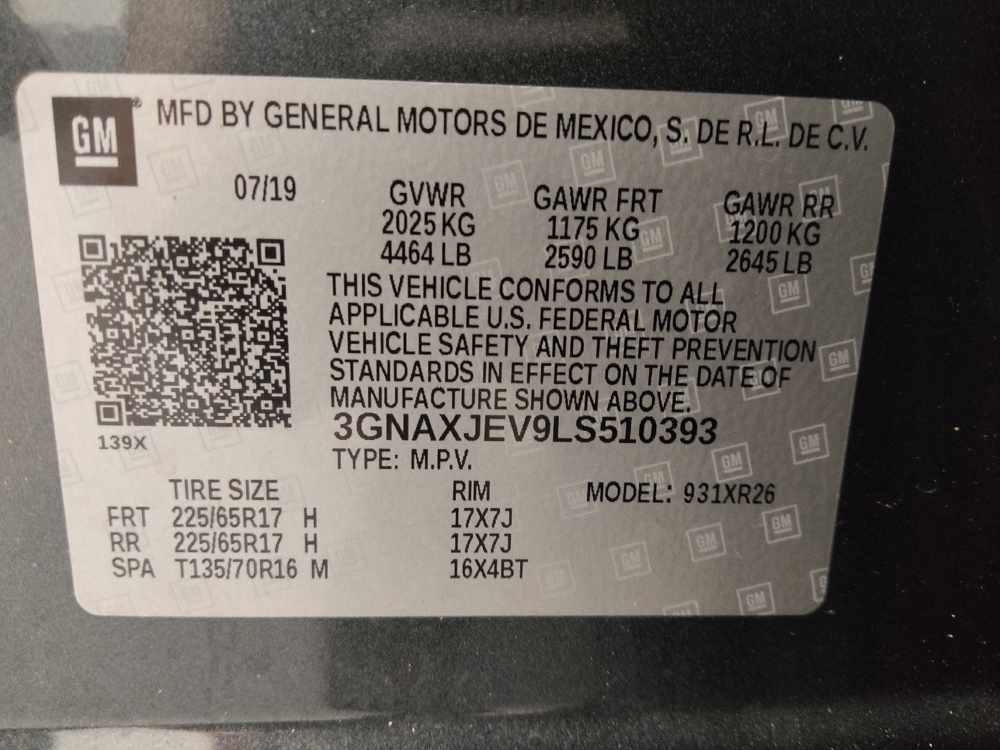 GM ® MFD BY GENERAL MOTORS DE MEXICO, S. DE R.L. DE C.V.
07/19 GVWR GAWR FRT GAWR RR
2025 KG 1175 KG 1200 KG
4464 LB 2590 LB 2645 LB
THIS VEHICLE CONFORMS TO ALL
APPLICABLE U.S. FEDERAL MOTOR
VEHICLE SAFETY AND THEFT PREVENTION
STANDARDS IN EFFECT ON THE DATE OF
MANUFACTURE SHOWN ABOVE.
3GNAXJEV9LS510393
139X
TYPE: M.P.V.
TIRE SIZE RIM MODEL: 931XR26
FRT 225/65R17 H 17X7J
RR 225/65R17 H 17X7J
SPA T135/70R16 M 16X4BT